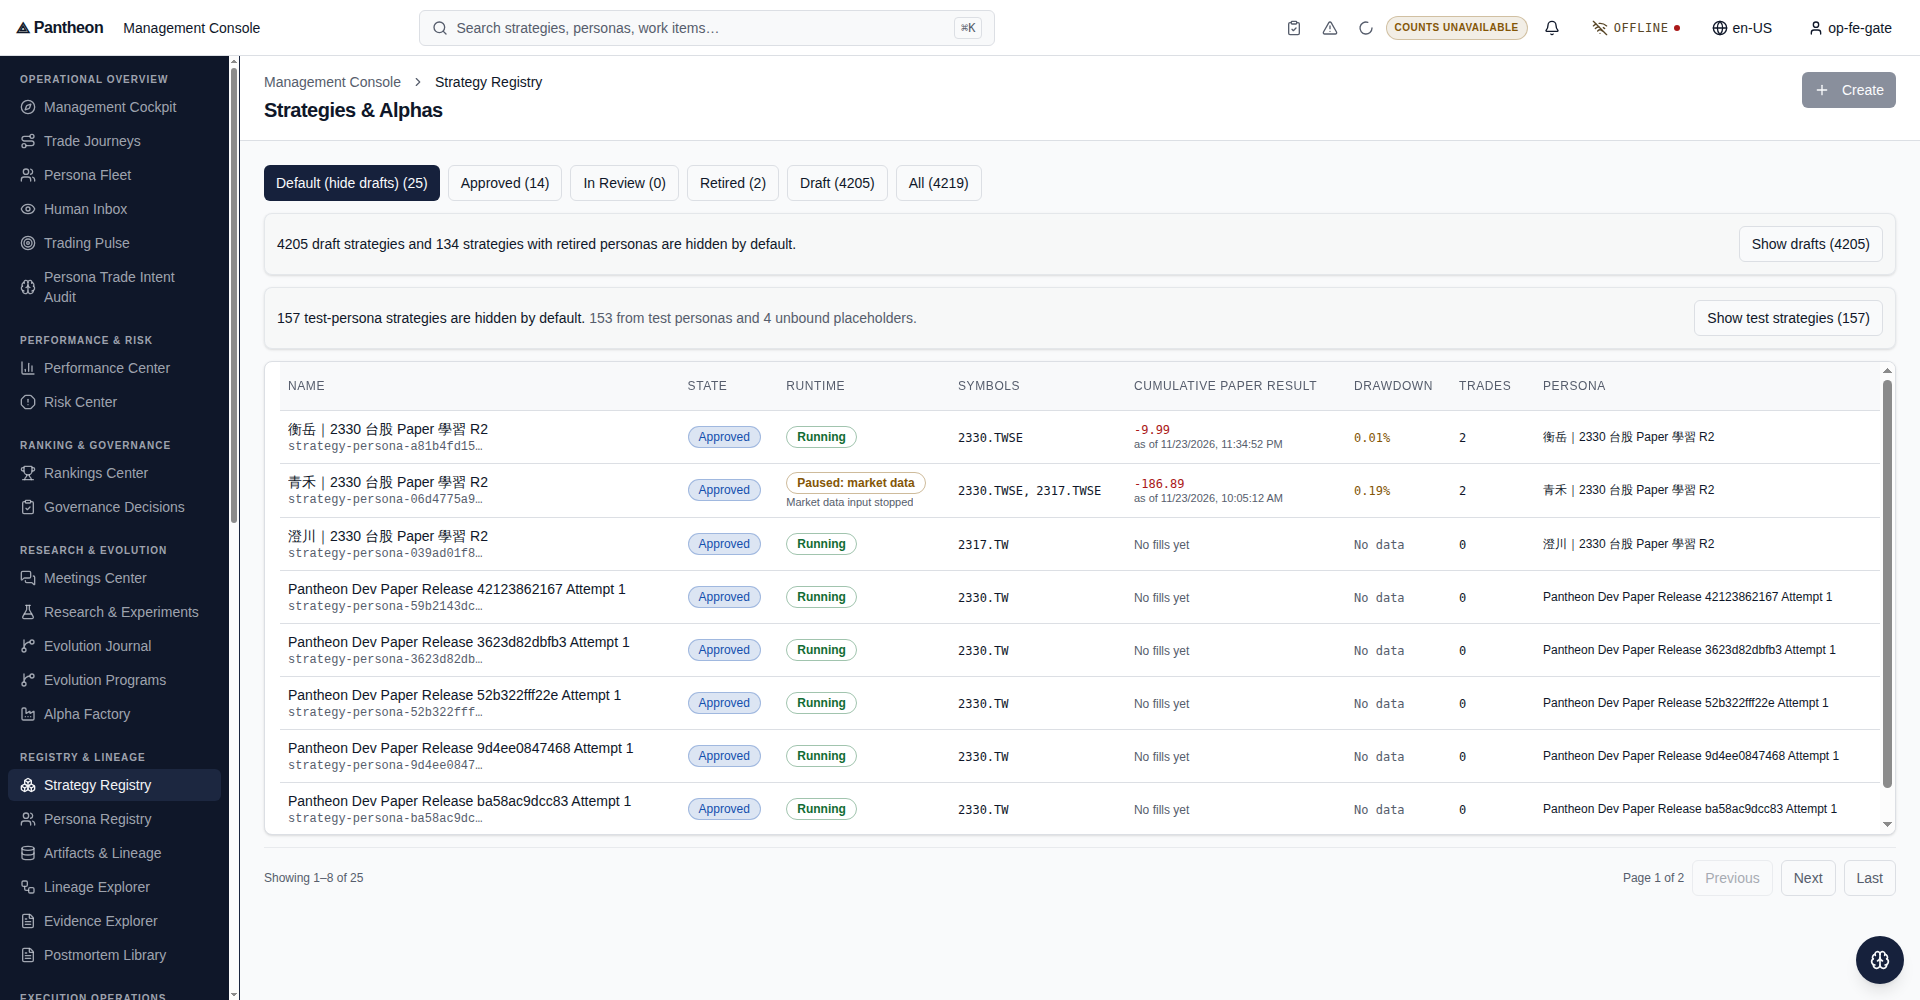 Pantheon
Management Console
Search strategies, personas, work items…
⌘K
COUNTS UNAVAILABLE
OFFLINE
en-US
op-fe-gate
OPERATIONAL OVERVIEW
Management Cockpit
Trade Journeys
Persona Fleet
Human Inbox
Trading Pulse
Persona Trade Intent
Audit
PERFORMANCE & RISK
Performance Center
Risk Center
RANKING & GOVERNANCE
Rankings Center
Governance Decisions
RESEARCH & EVOLUTION
Meetings Center
Research & Experiments
Evolution Journal
Evolution Programs
Alpha Factory
REGISTRY & LINEAGE
Strategy Registry
Persona Registry
Artifacts & Lineage
Lineage Explorer
Evidence Explorer
Postmortem Library
EXECUTION OPERATIONS
Management Console > Strategy Registry
Strategies & Alphas
+ Create
Default (hide drafts) (25)
Approved (14)
In Review (0)
Retired (2)
Draft (4205)
All (4219)
4205 draft strategies and 134 strategies with retired personas are hidden by default.
Show drafts (4205)
157 test-persona strategies are hidden by default. 153 from test personas and 4 unbound placeholders.
Show test strategies (157)
NAME STATE RUNTIME SYMBOLS CUMULATIVE PAPER RESULT DRAWDOWN TRADES PERSONA
衡岳｜2330 台股 Paper 學習 R2
strategy-persona-a81b4fd15…
Approved Running 2330.TWSE
-9.99
as of 11/23/2026, 11:34:52 PM
0.01% 2 衡岳｜2330 台股 Paper 學習 R2
青禾｜2330 台股 Paper 學習 R2
strategy-persona-06d4775a9…
Approved
Paused: market data
Market data input stopped
2330.TWSE, 2317.TWSE
-186.89
as of 11/23/2026, 10:05:12 AM
0.19% 2 青禾｜2330 台股 Paper 學習 R2
澄川｜2330 台股 Paper 學習 R2
strategy-persona-039ad01f8…
Approved Running 2317.TW No fills yet No data 0 澄川｜2330 台股 Paper 學習 R2
Pantheon Dev Paper Release 42123862167 Attempt 1
strategy-persona-59b2143dc…
Approved Running 2330.TW No fills yet No data 0 Pantheon Dev Paper Release 42123862167 Attempt 1
Pantheon Dev Paper Release 3623d82dbfb3 Attempt 1
strategy-persona-3623d82db…
Approved Running 2330.TW No fills yet No data 0 Pantheon Dev Paper Release 3623d82dbfb3 Attempt 1
Pantheon Dev Paper Release 52b322fff22e Attempt 1
strategy-persona-52b322fff…
Approved Running 2330.TW No fills yet No data 0 Pantheon Dev Paper Release 52b322fff22e Attempt 1
Pantheon Dev Paper Release 9d4ee0847468 Attempt 1
strategy-persona-9d4ee0847…
Approved Running 2330.TW No fills yet No data 0 Pantheon Dev Paper Release 9d4ee0847468 Attempt 1
Pantheon Dev Paper Release ba58ac9dcc83 Attempt 1
strategy-persona-ba58ac9dc…
Approved Running 2330.TW No fills yet No data 0 Pantheon Dev Paper Release ba58ac9dcc83 Attempt 1
Showing 1–8 of 25
Page 1 of 2
Previous
Next
Last